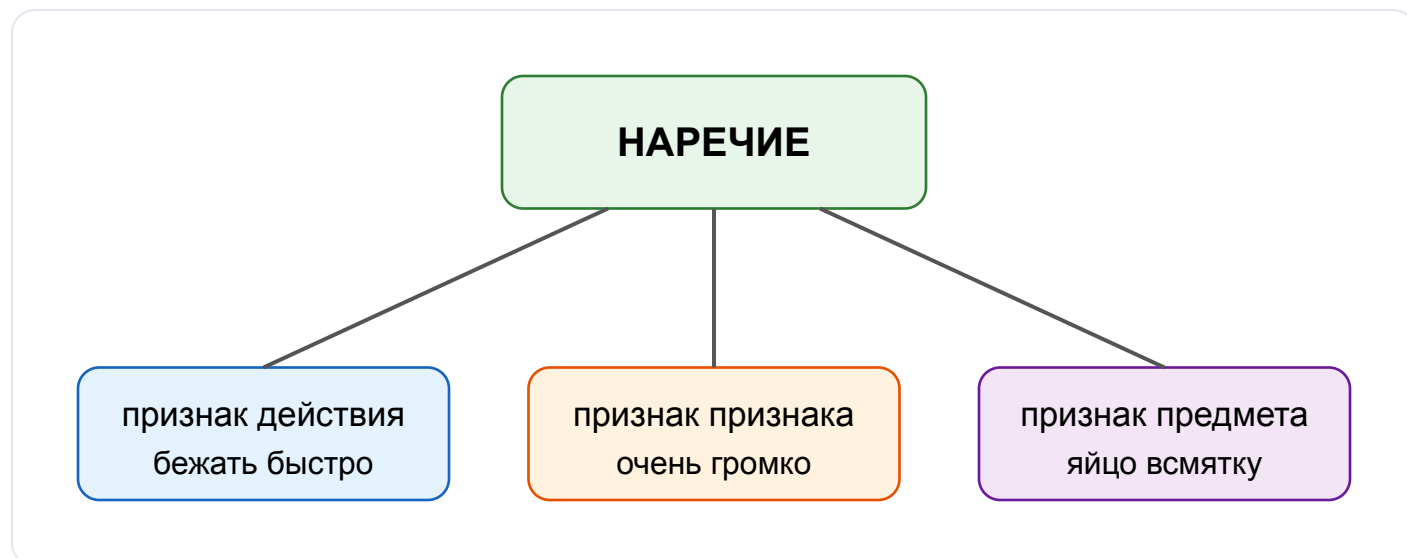 НАРЕЧИЕ
признак действия
бежать быстро
признак признака
очень громко
признак предмета
яйцо всмятку